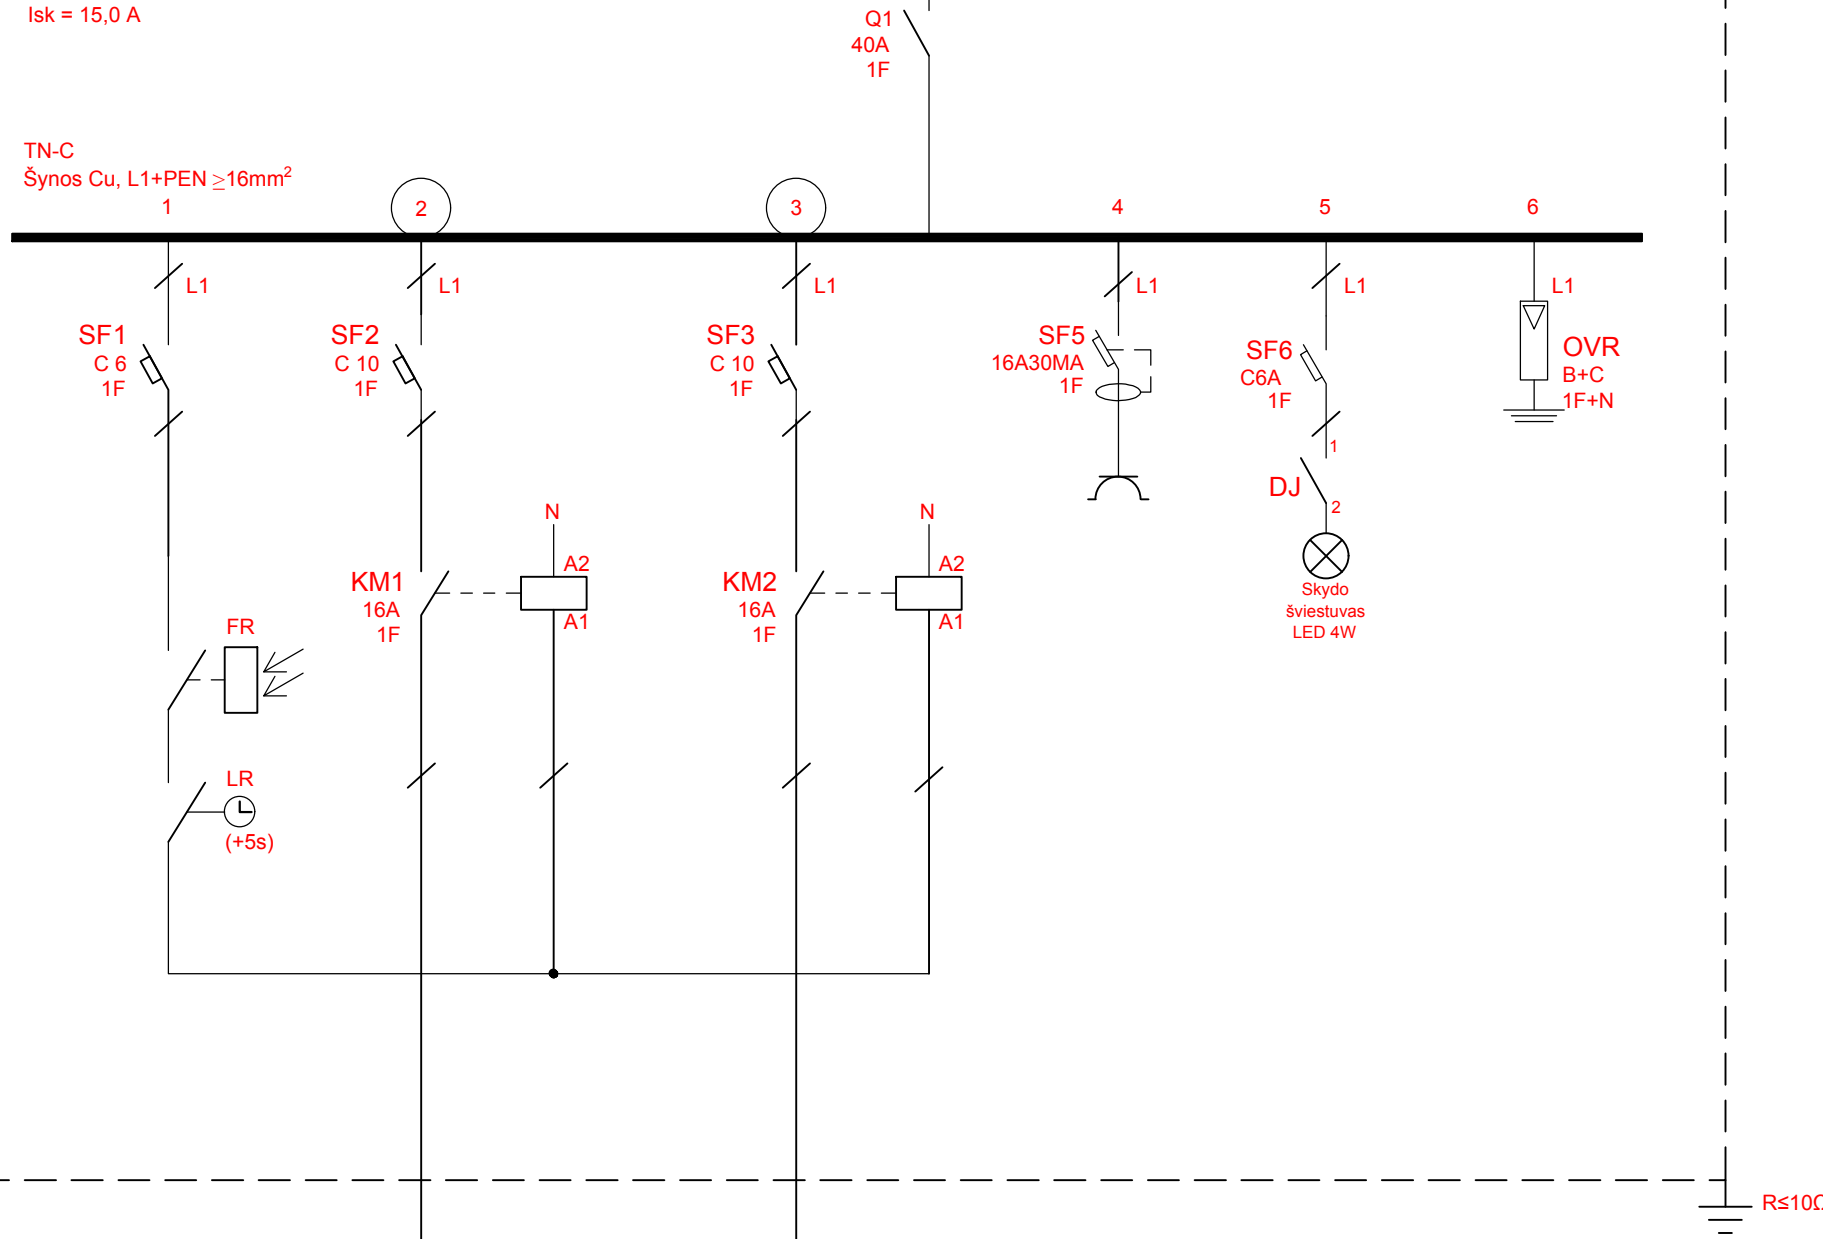 Isk = 15,0 A
Q1
40A
1F
TN-C
Šynos Cu, L1+PEN ≥16mm²
1
2
3
4
5
6
L1
L1
L1
L1
L1
L1
SF1
C 6
1F
SF2
C 10
1F
SF3
C 10
1F
SF5
16A30MA
1F
SF6
C6A
1F
OVR
B+C
1F+N
1
DJ
2
Skydo
šviestuvas
LED 4W
N
A2
KM1
16A
1F
A1
N
A2
KM2
16A
1F
A1
FR
LR
(+5s)
R≤10Ω